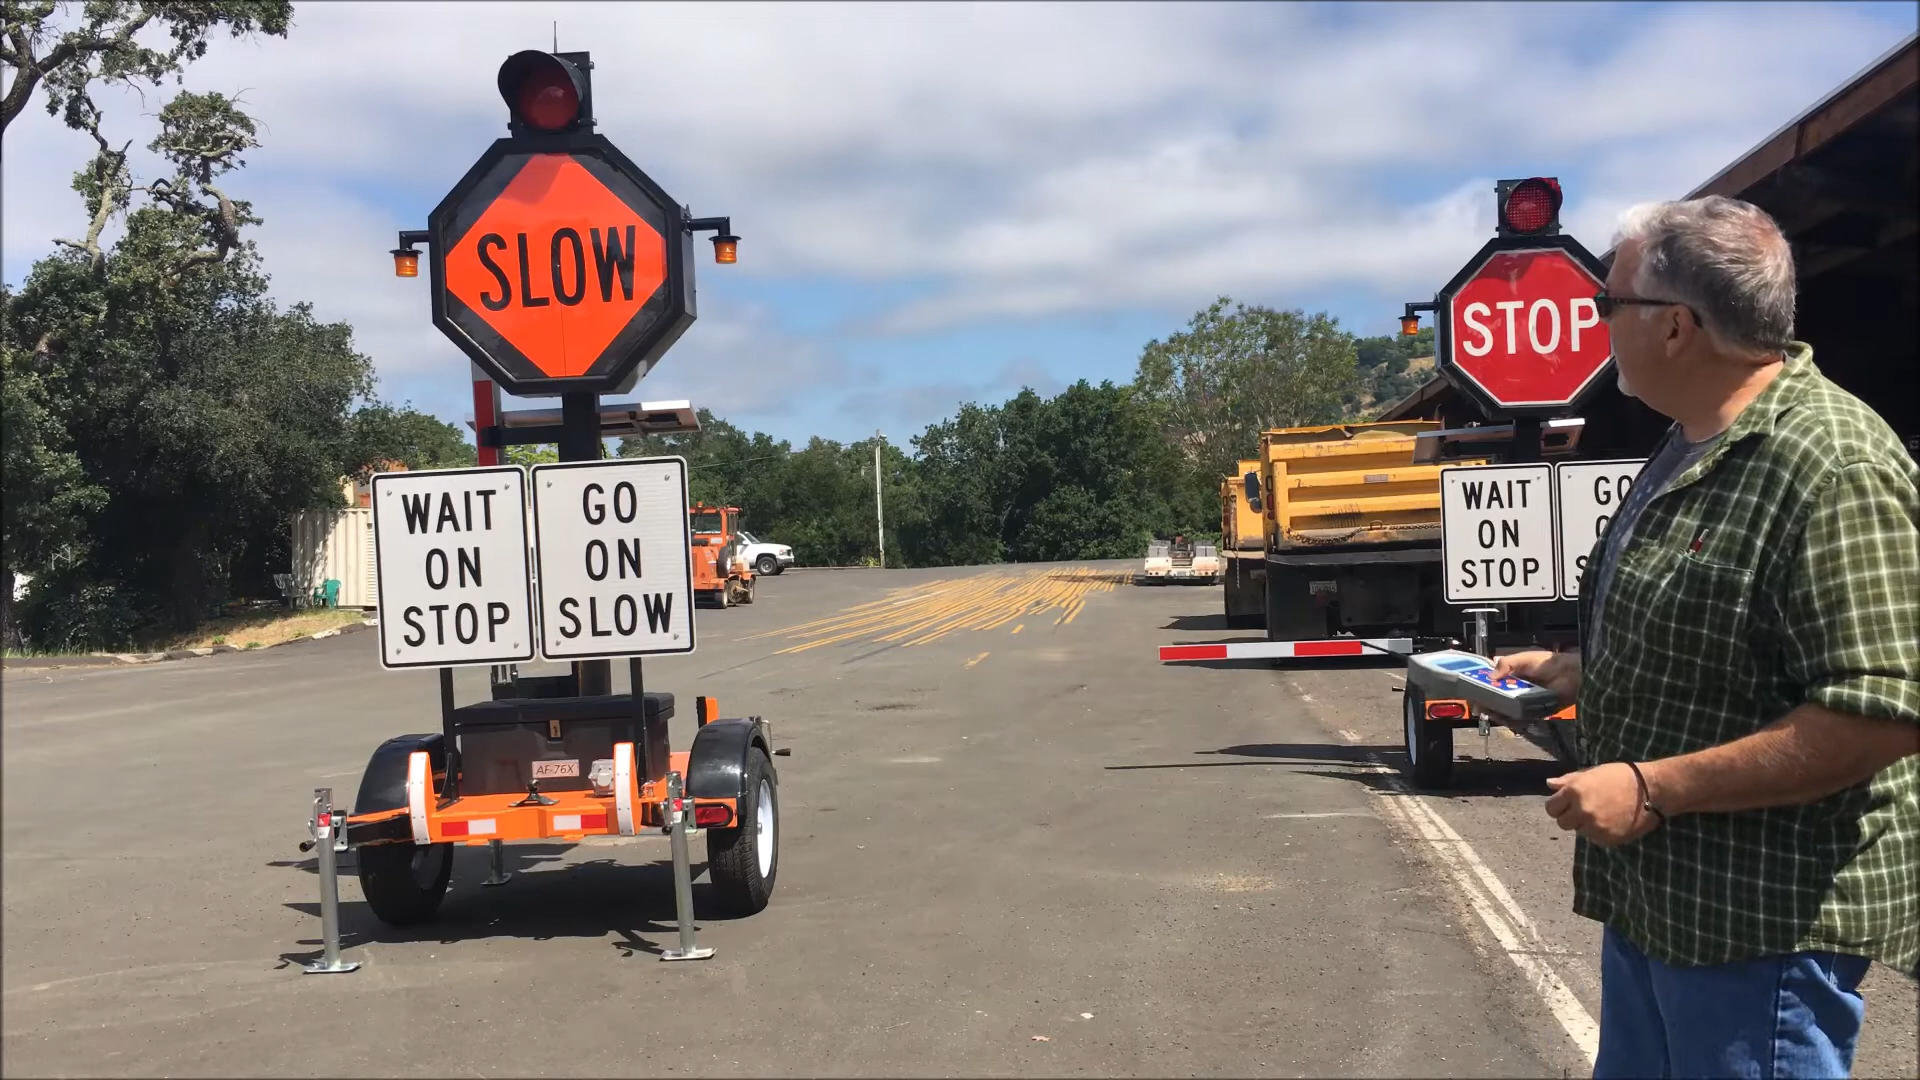 SLOW
WAIT
ON
STOP
GO
ON
SLOW
AF-76X
STOP
WAIT
ON
STOP
GO